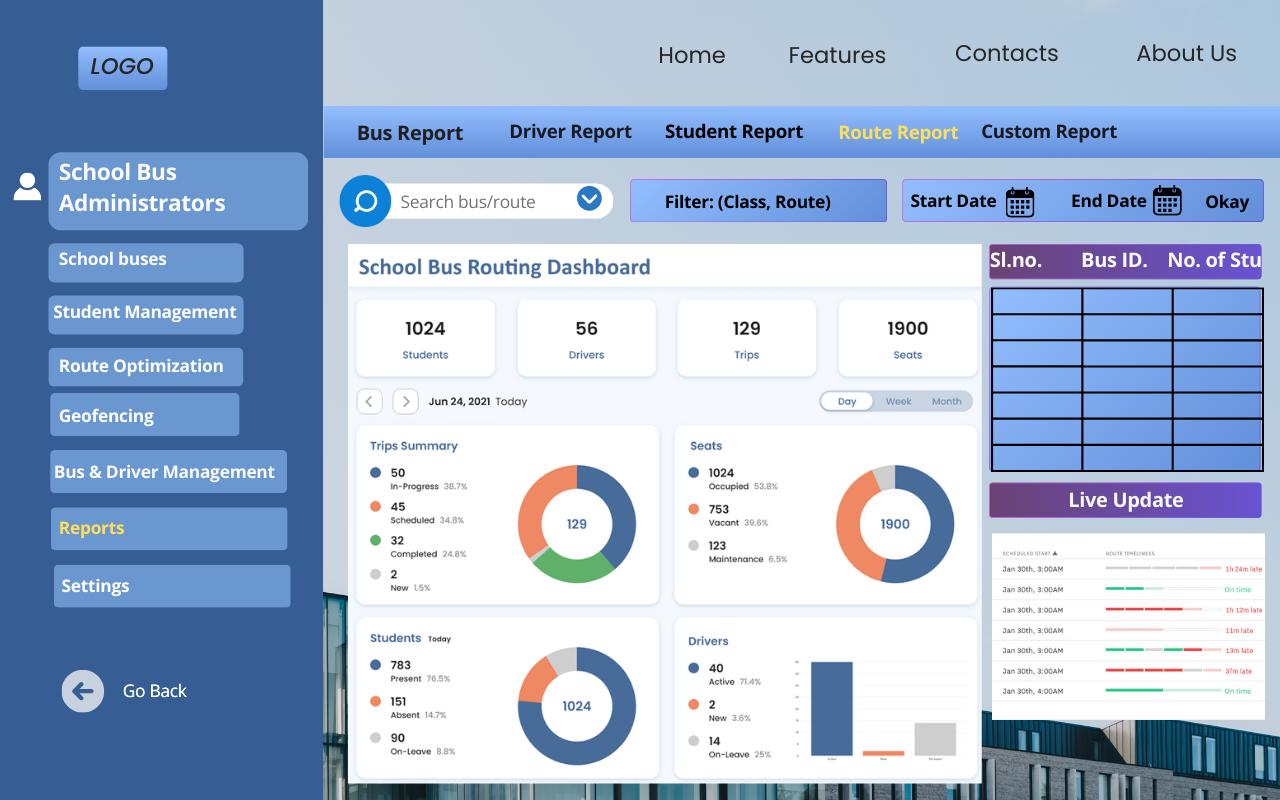 LOGO
Home
Features
Contacts
About Us
Bus Report
Driver Report
Student Report
Route Report
Custom Report
School Bus
Administrators
School buses
Student Management
Route Optimization
Geofencing
Bus & Driver Management
Reports
Settings
Go Back
Search bus/route
Filter: (Class, Route)
Start Date
End Date
Okay
School Bus Routing Dashboard
1024
Students
56
Drivers
129
Trips
1900
Seats
Jun 24, 2021 Today
Day
Week
Month
Trips Summary
50
In-Progress 38.7%
45
Scheduled 34.8%
32
Completed 24.8%
2
New 1.5%
129
Seats
1024
Occupied 53.8%
753
Vacant 39.6%
123
Maintenance 6.5%
1900
Students Today
783
Present 76.5%
151
Absent 14.7%
90
On-Leave 8.8%
1024
Drivers
40
Active 71.4%
2
New 3.6%
14
On-Leave 25%
Sl.no.
Bus ID.
No. of Stu
Live Update
SCHEDULED START ▲
ROUTE TIMELINESS
Jan 30th, 3:00AM
1h 24m late
Jan 30th, 3:00AM
On time
Jan 30th, 3:00AM
1h 12m late
Jan 30th, 3:00AM
11m late
Jan 30th, 3:00AM
13m late
Jan 30th, 3:00AM
37m late
Jan 30th, 4:00AM
On time